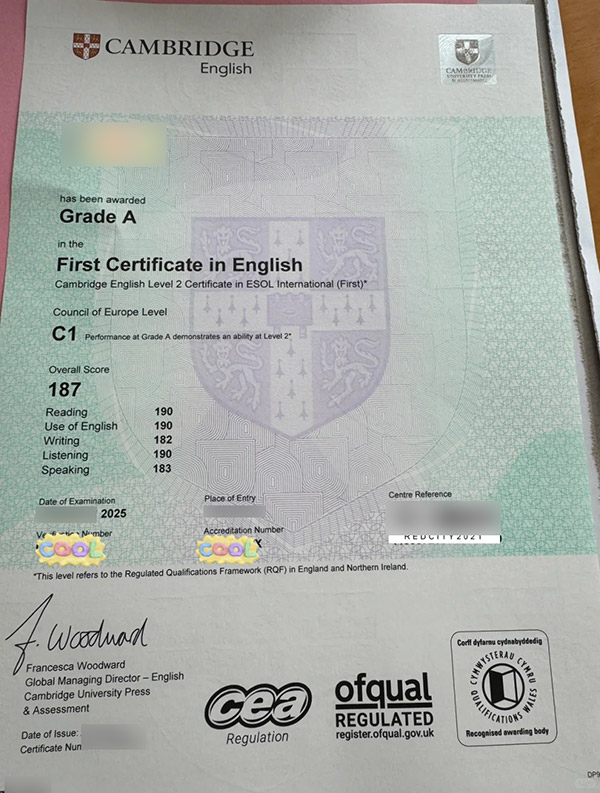 CAMBRIDGE
English
CAMBRIDGE
UNIVERSITY PRESS
& ASSESSMENT
has been awarded
Grade A
in the
First Certificate in English
Cambridge English Level 2 Certificate in ESOL International (First)*
Council of Europe Level
C1 Performance at Grade A demonstrates an ability at Level 2*
Overall Score
187
Reading 190
Use of English 190
Writing 182
Listening 190
Speaking 183
Date of Examination Place of Entry Centre Reference
2025
REDCITY2021
Number Accreditation Number
COOL COOL X
*This level refers to the Regulated Qualifications Framework (RQF) in England and Northern Ireland.
F. Woodward
Francesca Woodward
Global Managing Director – English
Cambridge University Press
& Assessment
Date of Issue:
Certificate Num
cea
Regulation
ofqual
REGULATED
register.ofqual.gov.uk
Corff dyfarnu cydnabyddedig
CYMWYSTERAU CYMRU
QUALIFICATIONS WALES
Recognised awarding body
DP9